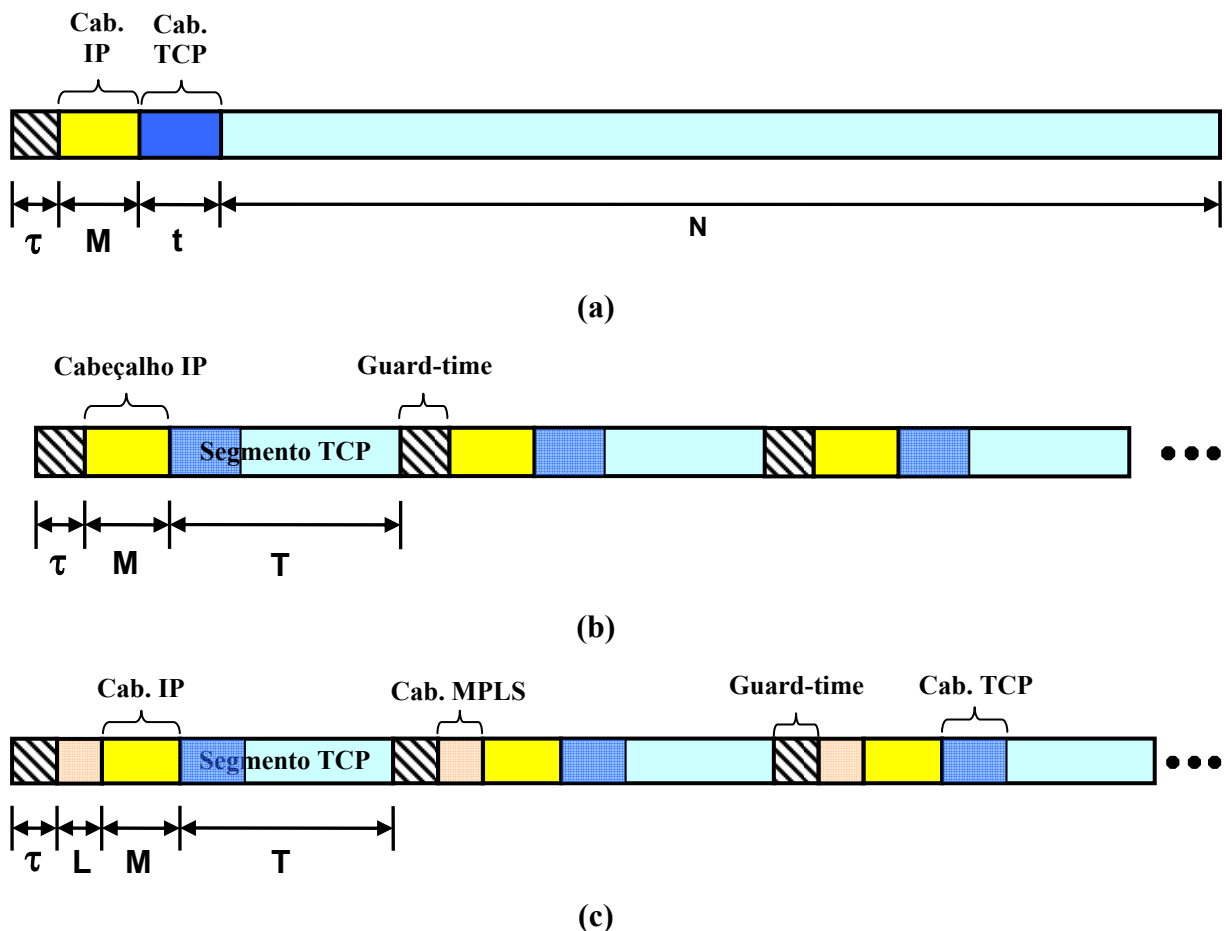 Cab.
IP
Cab.
TCP
τ M t N
(a)
Cabeçalho IP Guard-time
Segmento TCP
τ M T
(b)
Cab. IP Cab. MPLS Guard-time Cab. TCP
Segmento TCP
τ L M T
(c)